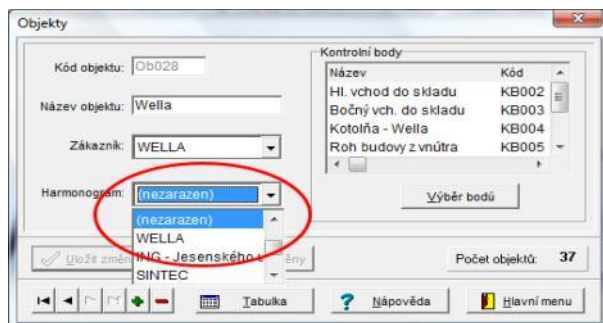 Objekty
Kód objektu: Ob028
Název objektu: Wella
Zákazník: WELLA
Harmonogram: (nezarazen)
(nezarazen)
WELLA
ING - Jesenského u
SINTEC
Uložit změn
ěny
Kontrolní body
Název Kód
Hl. vchod do skladu KB002
Bočný vch. do skladu KB003
Kotolňa - Wella KB004
Roh budovy z vnútra KB005
Výběr bodů
Počet objektů: 37
Tabulka
Nápověda
Hlavní menu